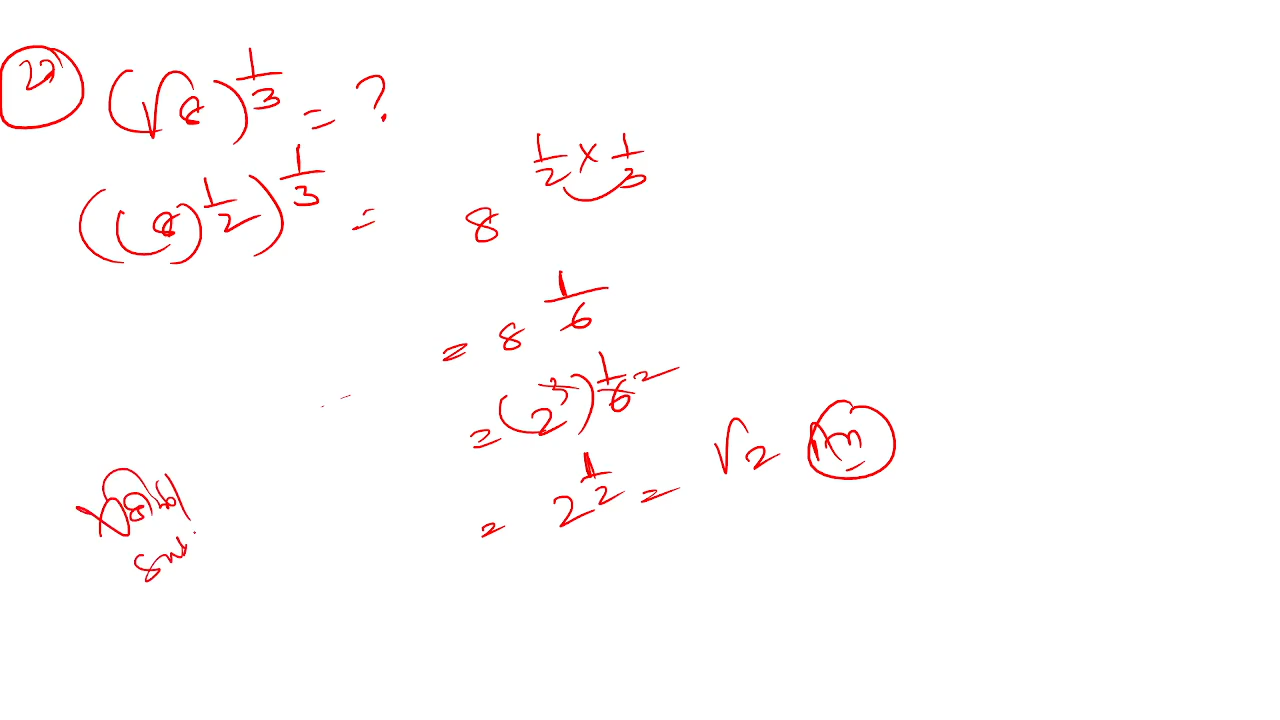 22 (√8)^(1/3) = ?
((8)^(1/2))^(1/3) = 8^(1/2 × 1/3)
= 8^(1/6)
= (2^3)^(1/6) 2
= 2^(1/2) = √2